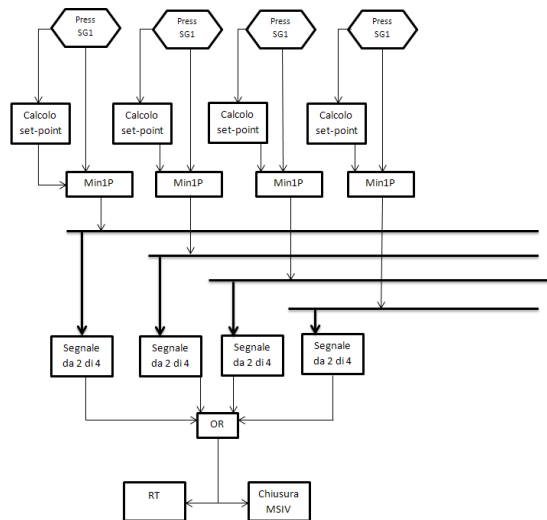 Press
SG1
Press
SG1
Press
SG1
Press
SG1
Calcolo
set-point
Calcolo
set-point
Calcolo
set-point
Calcolo
set-point
Min1P
Min1P
Min1P
Min1P
Segnale
da 2 di 4
Segnale
da 2 di 4
Segnale
da 2 di 4
Segnale
da 2 di 4
OR
RT
Chiusura
MSIV